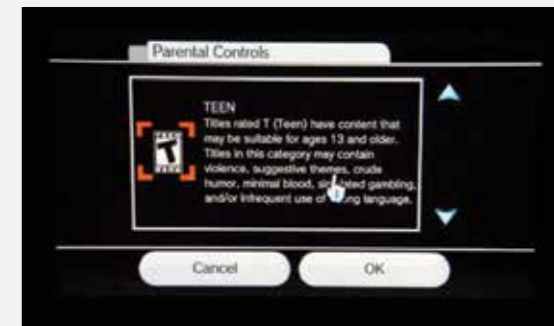 Parental Controls
TEEN
Titles rated T (Teen) have content that
may be suitable for ages 13 and older.
Titles in this category may contain
violence, suggestive themes, crude
humor, minimal blood, gambling,
and/or infrequent use of language.
T
Cancel
OK